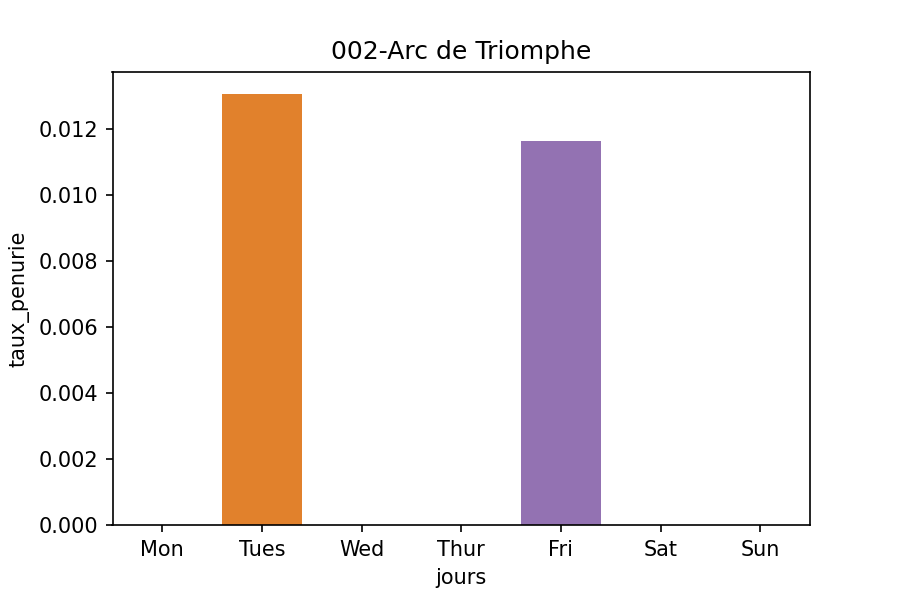 002-Arc de Triomphe
0.012
0.010
0.008
0.006
0.004
0.002
0.000
taux_penurie
Mon Tues Wed Thur Fri Sat Sun
jours